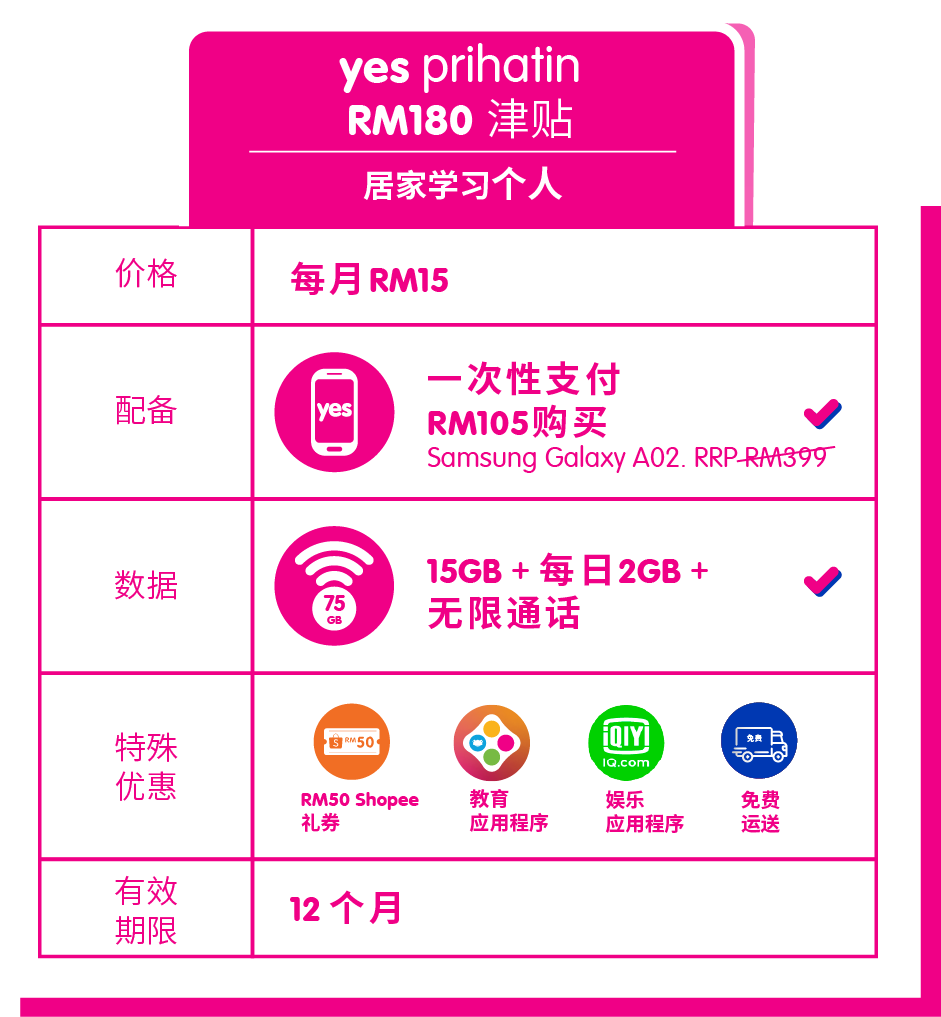 yes prihatin
RM180 津贴
居家学习个人
价格
每月RM15
配备
yes
一次性支付
RM105购买
Samsung Galaxy A02. RRP RM399
数据
75
GB
15GB + 每日2GB +
无限通话
特殊
优惠
RM50
S
RM50 Shopee
礼券
教育
应用程序
iQIYI
iQ.com
娱乐
应用程序
免费
免费
运送
有效
期限
12 个月